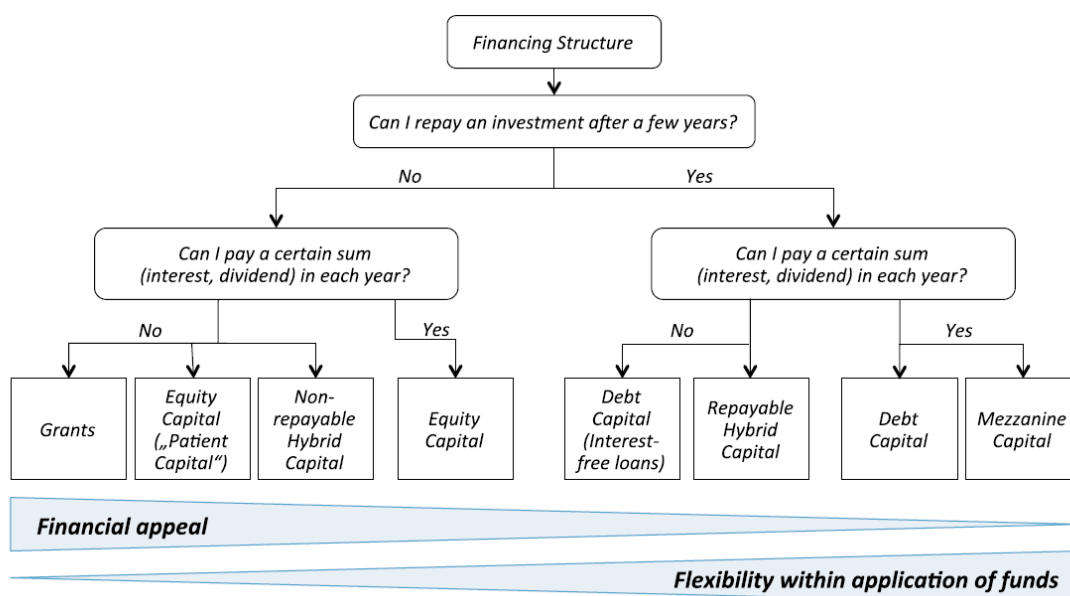 Financing Structure
Can I repay an investment after a few years?
No
Yes
Can I pay a certain sum
(interest, dividend) in each year?
Can I pay a certain sum
(interest, dividend) in each year?
No
Yes
No
Yes
Grants
Equity
Capital
(„Patient
Capital“)
Non-
repayable
Hybrid
Capital
Equity
Capital
Debt
Capital
(Interest-
free loans)
Repayable
Hybrid
Capital
Debt
Capital
Mezzanine
Capital
Financial appeal
Flexibility within application of funds